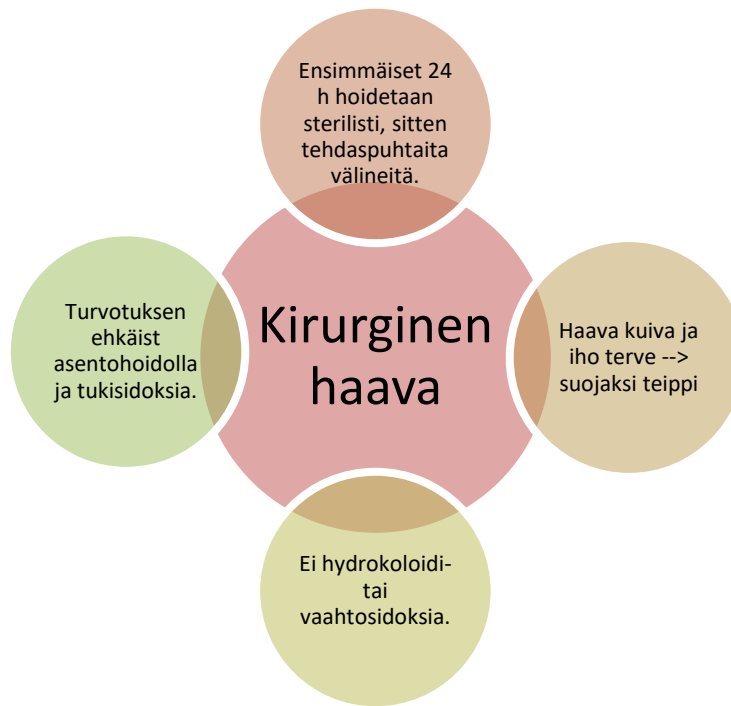 Ensimmäiset 24
h hoidetaan
sterilisti, sitten
tehdaspuhtaita
välineitä.
Kirurginen
haava
Haava kuiva ja
iho terve -->
suojaksi teippi
Ei hydrokoloidi-
tai
vaahtosidoksia.
Turvotuksen
ehkäist
asentohoidolla
ja tukisidoksia.